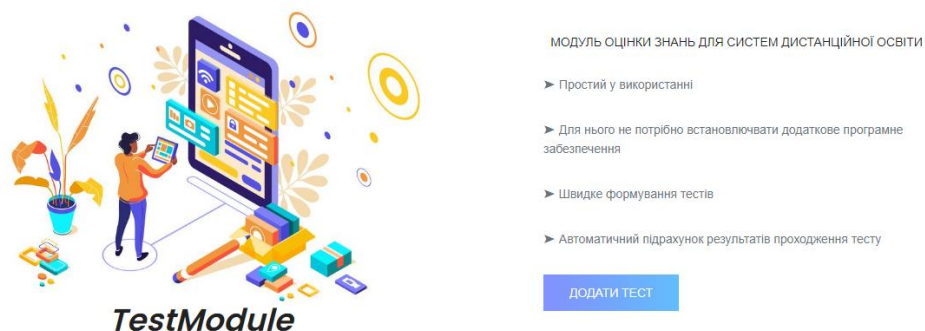 МОДУЛЬ ОЦІНКИ ЗНАНЬ ДЛЯ СИСТЕМ ДИСТАНЦІЙНОЇ ОСВІТИ
➤ Простий у використанні
➤ Для нього не потрібно встановлювати додаткове програмне
забезпечення
➤ Швидке формування тестів
➤ Автоматичний підрахунок результатів проходження тесту
ДОДАТИ ТЕСТ
TestModule